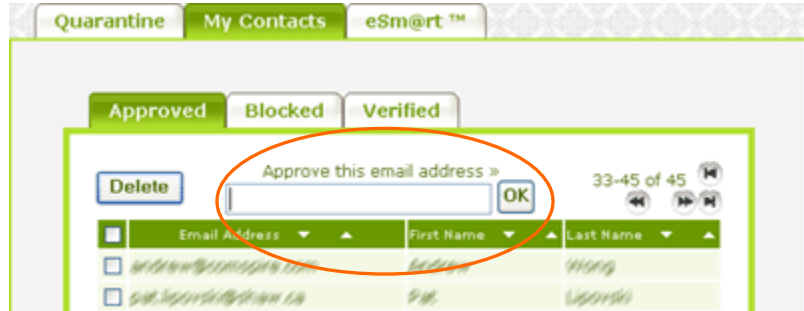 Quarantine My Contacts eSm@rt ™
Approved Blocked Verified
Approve this email address »
Delete OK 33-45 of 45
Email Address First Name Last Name